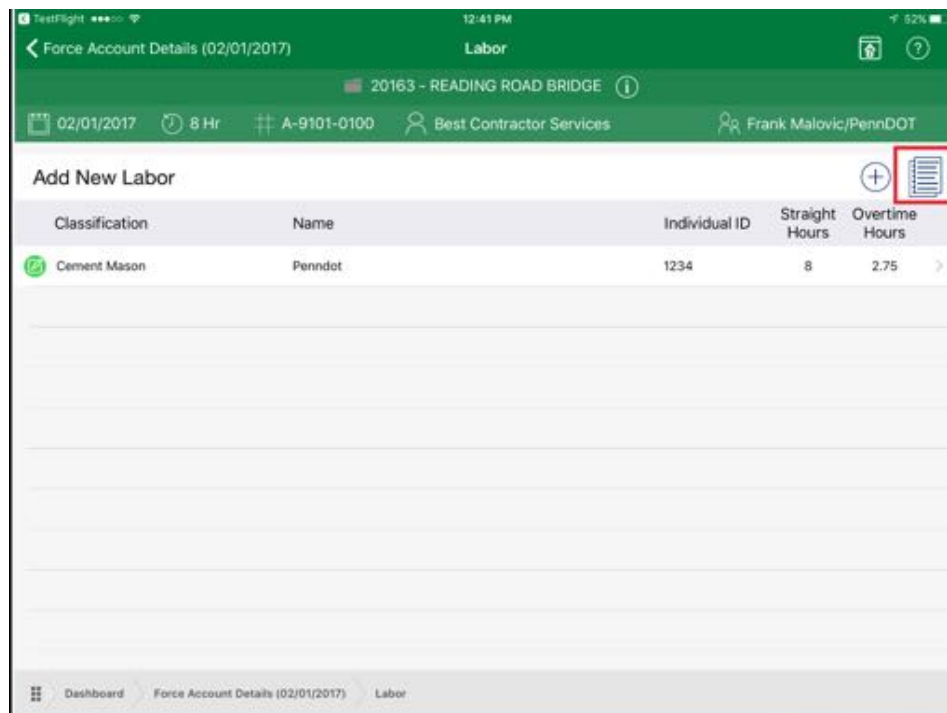 TestFlight 12:41 PM 52%
Force Account Details (02/01/2017) Labor ?
20163 - READING ROAD BRIDGE i
02/01/2017 8 Hr A-9101-0100 Best Contractor Services Frank Malovic/PennDOT
Add New Labor
Classification Name Individual ID Straight Hours Overtime Hours
Cement Mason Penndot 1234 8 2.75
Dashboard Force Account Details (02/01/2017) Labor